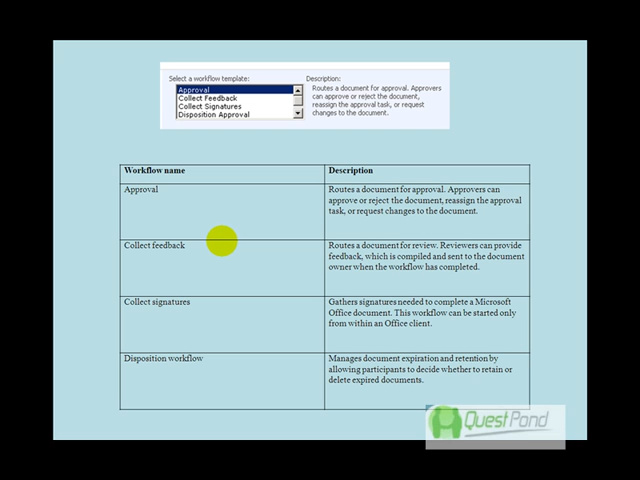 Select a workflow template:
Approval
Collect Feedback
Collect Signatures
Disposition Approval
Description:
Routes a document for approval. Approvers
can approve or reject the document,
reassign the approval task, or request
changes to the document.
Workflow name
Description
Approval
Routes a document for approval. Approvers can
approve or reject the document, reassign the approval
task, or request changes to the document.
Collect feedback
Routes a document for review. Reviewers can provide
feedback, which is compiled and sent to the document
owner when the workflow has completed.
Collect signatures
Gathers signatures needed to complete a Microsoft
Office document. This workflow can be started only
from within an Office client.
Disposition workflow
Manages document expiration and retention by
allowing participants to decide whether to retain or
delete expired documents.
QuestPond